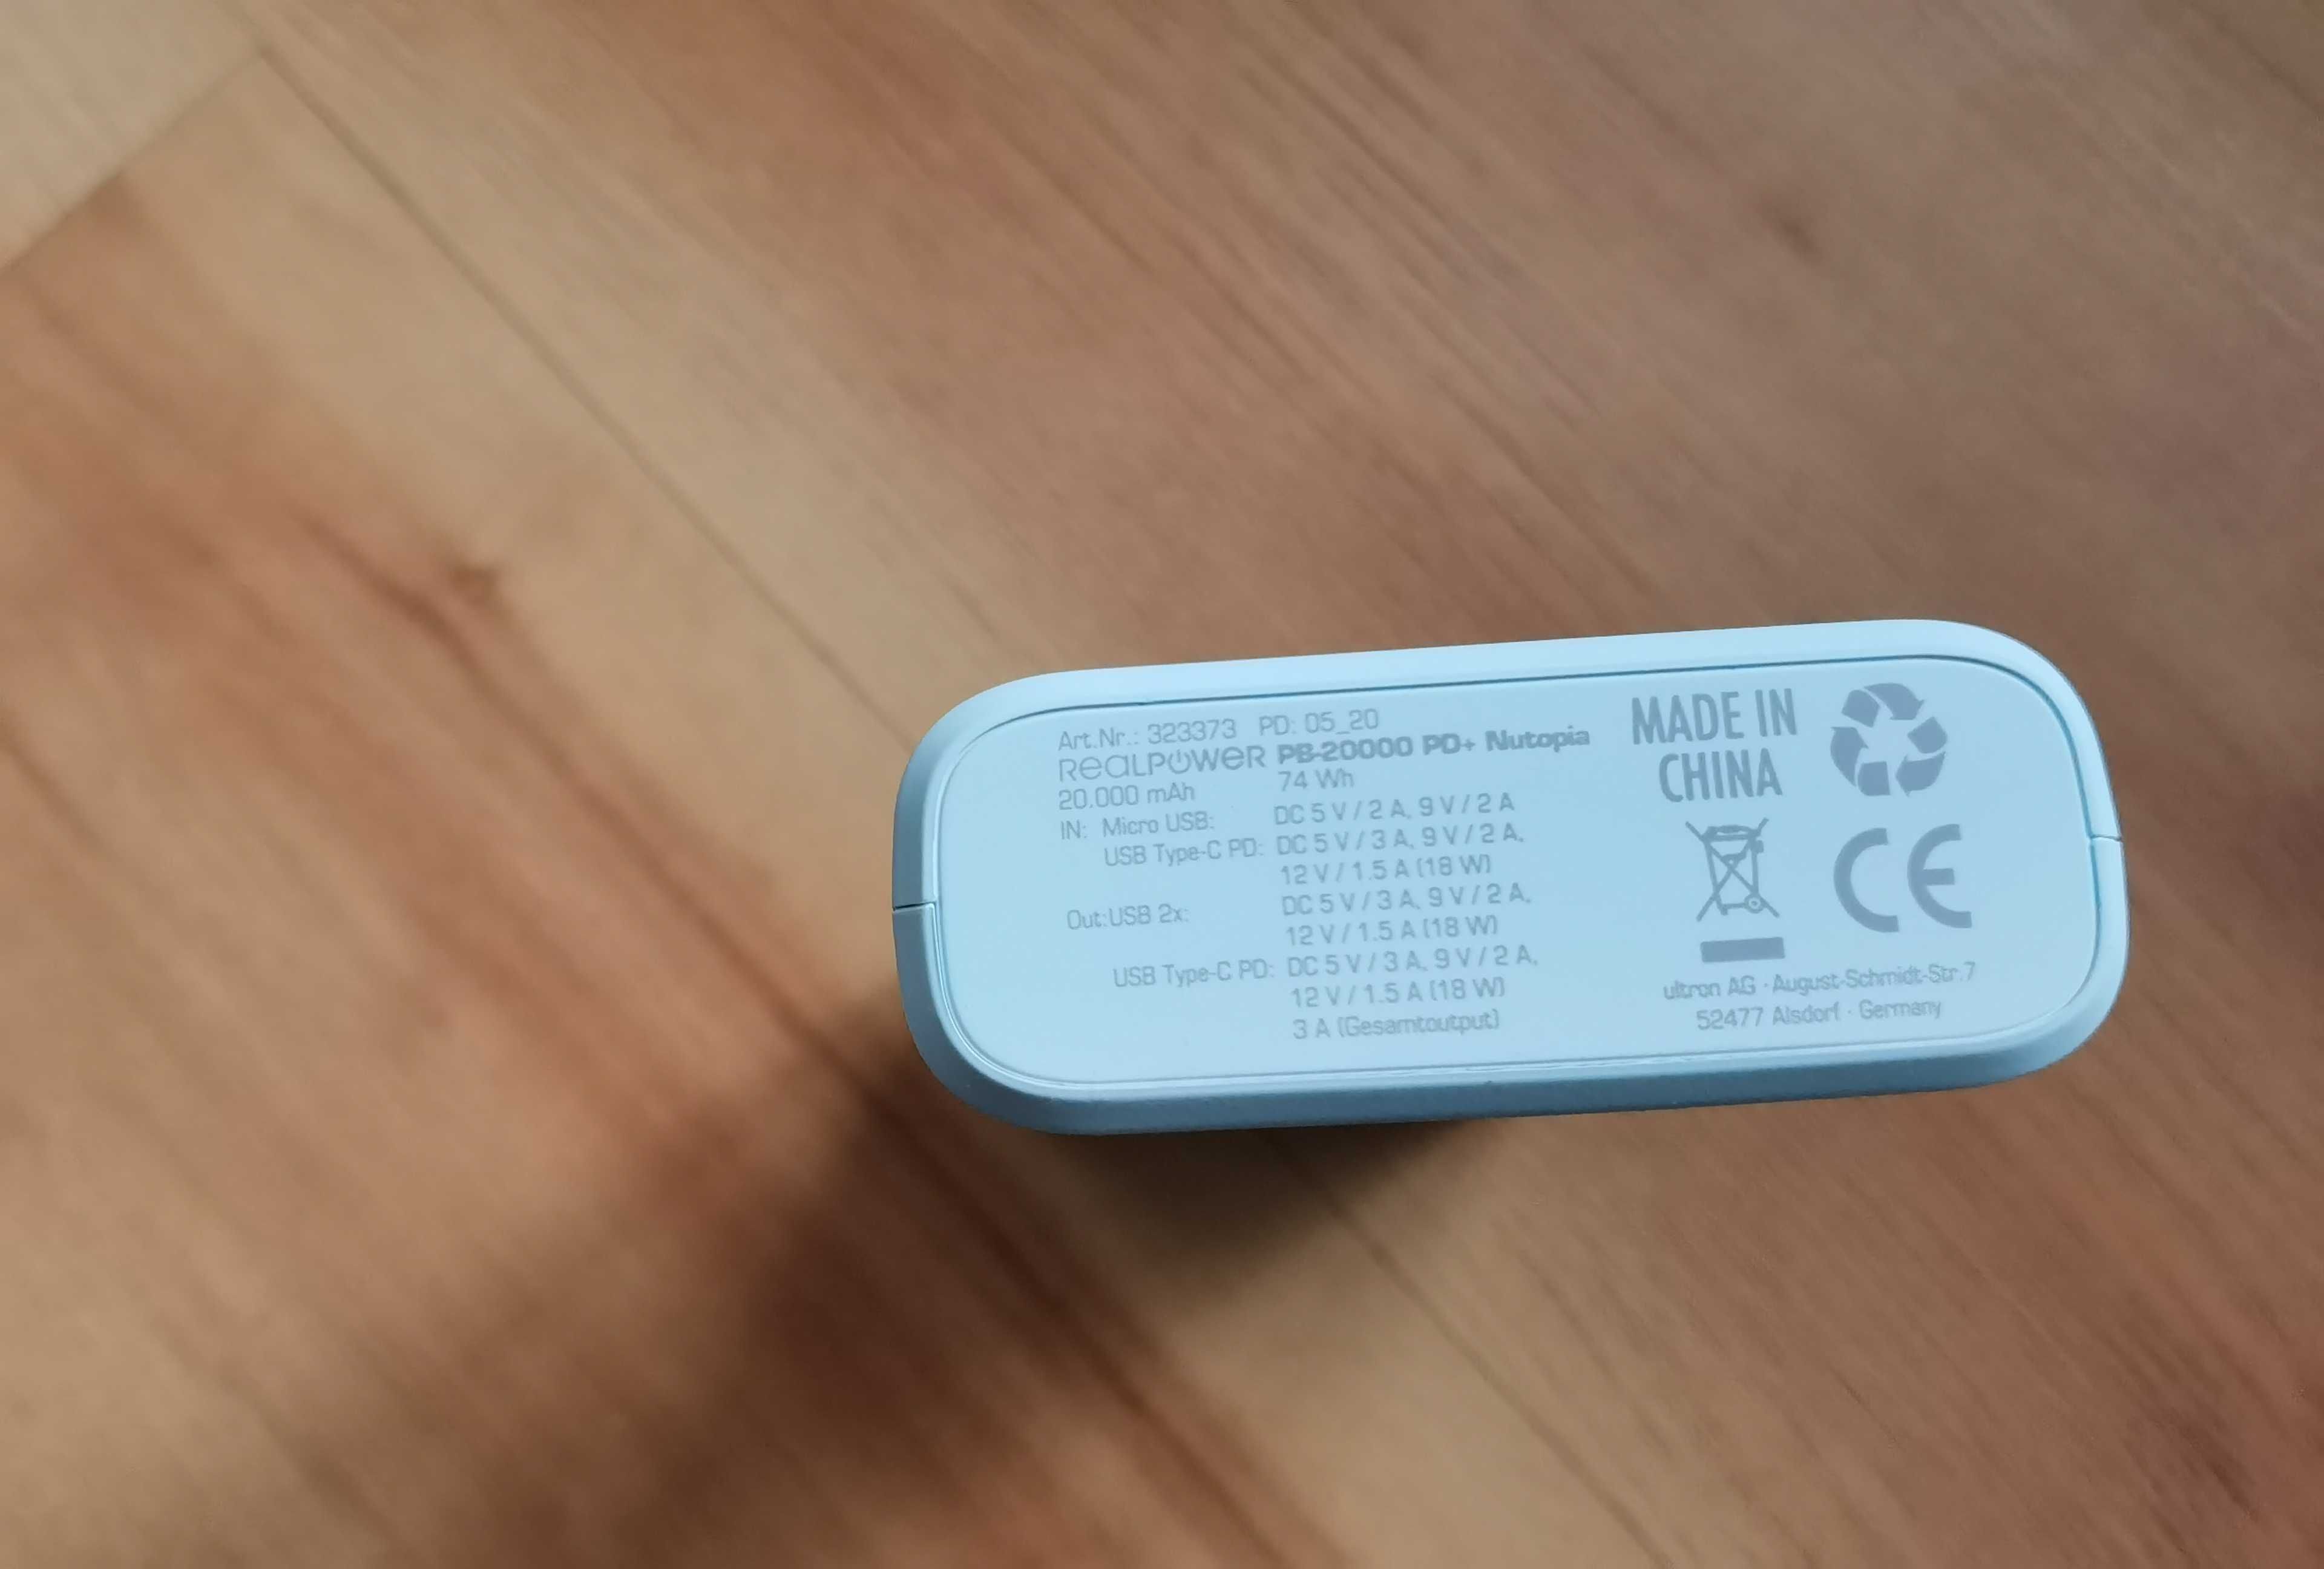 Art.Nr.: 323373 PD: 05_20
REALPOWER PB-20000 PD+ Nutopia
20.000 mAh 74 Wh
IN: Micro USB: DC 5 V / 2 A, 9 V / 2 A
USB Type-C PD: DC 5 V / 3 A, 9 V / 2 A,
12 V / 1.5 A (18 W)
Out: USB 2x: DC 5 V / 3 A, 9 V / 2 A,
12 V / 1.5 A (18 W)
USB Type-C PD: DC 5 V / 3 A, 9 V / 2 A,
12 V / 1.5 A (18 W)
3 A (Gesamtoutput)
MADE IN
CHINA
CE
ultron AG · August-Schmidt-Str.7
52477 Alsdorf · Germany